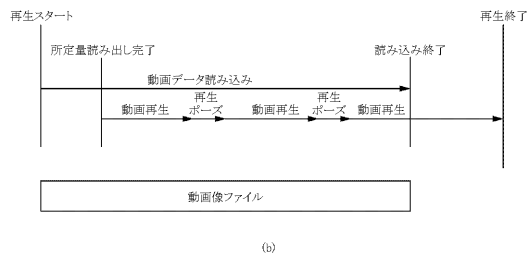 再生スタート
再生終了
所定量読み出し完了
読み込み終了
動画データ読み込み
動画再生
再生
ポーズ
動画再生
再生
ポーズ
動画再生
動画像ファイル
(b)